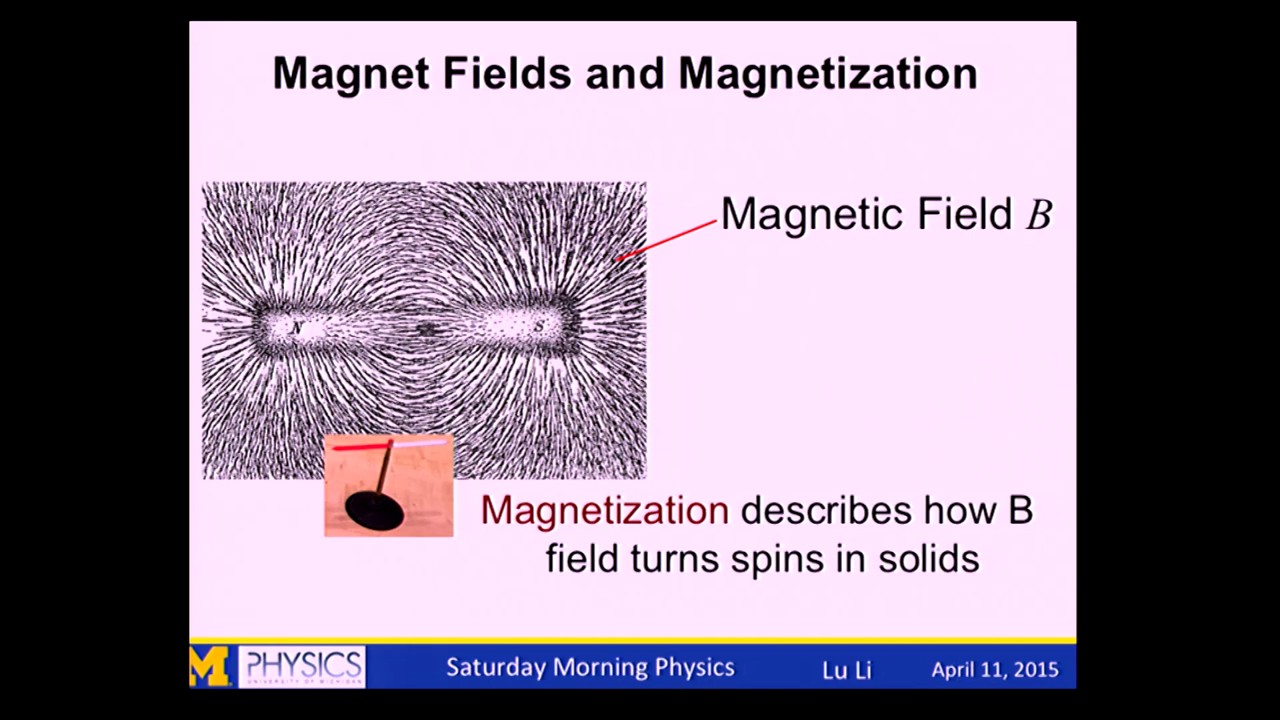 Magnet Fields and Magnetization
Magnetic Field B
N
S
Magnetization describes how B
field turns spins in solids
M
PHYSICS
UNIVERSITY OF MICHIGAN
Saturday Morning Physics
Lu Li
April 11, 2015